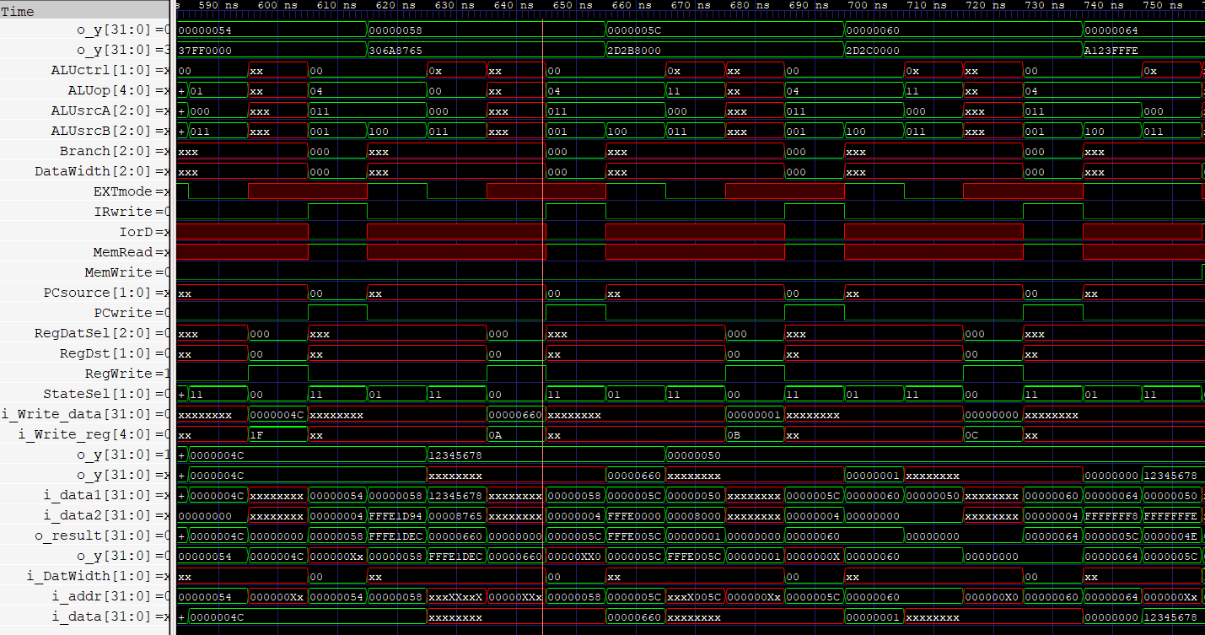 Time s 590 ns 600 ns 610 ns 620 ns 630 ns 640 ns 650 ns 660 ns 670 ns 680 ns 690 ns 700 ns 710 ns 720 ns 730 ns 740 ns 750 ns
o_y[31:0]=0 00000054 00000058 0000005C 00000060 00000064
o_y[31:0]=3 37FF0000 306A8765 2D2B8000 2D2C0000 A123FFFE
ALUctrl[1:0]=x 00 xx 00 0x xx 00 0x xx 00 0x xx 00 0x
ALUop[4:0]=x + 01 xx 04 00 xx 04 11 xx 04 11 xx 04
ALUsrcA[2:0]=x + 000 xxx 011 000 xxx 011 000 xxx 011 000 xxx 011 000
ALUsrcB[2:0]=x + 011 xxx 001 100 011 xxx 001 100 011 xxx 001 100 011 xxx 001 100 011
Branch[2:0]=x xxx 000 xxx 000 xxx 000 xxx 000 xxx
DataWidth[2:0]=x xxx 000 xxx 000 xxx 000 xxx 000 xxx
EXTmode=x
IRwrite=0
IorD=x
MemRead=x
MemWrite=0
PCsource[1:0]=x xx 00 xx 00 xx 00 xx 00 xx
PCwrite=0
RegDatSel[2:0]=0 xxx 000 xxx 000 xxx 000 xxx 000 xxx
RegDst[1:0]=0 xx 00 xx 00 xx 00 xx 00 xx
RegWrite=1
StateSel[1:0]=0 + 11 00 11 01 11 00 11 01 11 00 11 01 11 00 11 01 11
i_Write_data[31:0]=0 xxxxxxxx 0000004C xxxxxxxx 00000660 xxxxxxxx 00000001 xxxxxxxx 00000000 xxxxxxxx
i_Write_reg[4:0]=0 xx 1F xx 0A xx 0B xx 0C xx
o_y[31:0]=1 + 0000004C 12345678 00000050
o_y[31:0]=x + 0000004C xxxxxxxx 00000660 xxxxxxxx 00000001 xxxxxxxx 00000000 12345678
i_data1[31:0]=x + 0000004C xxxxxxxx 00000054 00000058 12345678 xxxxxxxx 00000058 0000005C 00000050 xxxxxxxx 0000005C 00000060 00000050 xxxxxxxx 00000060 00000064 00000050
i_data2[31:0]=x 00000000 xxxxxxxx 00000004 FFFE1D94 00008765 xxxxxxxx 00000004 FFFE0000 00008000 xxxxxxxx 00000004 00000000 xxxxxxxx 00000004 FFFFFFF8 FFFFFFFE
o_result[31:0]=0 + 0000004C 00000000 00000058 FFFE1DEC 00000660 00000000 0000005C FFFE005C 00000001 00000000 00000060 00000000 00000064 0000005C 0000004E
o_y[31:0]=0 00000054 0000004C 000000Xx 00000058 FFFE1DEC 00000660 00000XX0 0000005C FFFE005C 00000001 0000000X 00000060 00000000 00000064 0000005C
i_DatWidth[1:0]=x xx 00 xx 00 xx 00 xx 00 xx
i_addr[31:0]=0 00000054 000000Xx 00000054 00000058 xxxXXxxX 00000XXx 00000058 0000005C xxxX005C 000000Xx 0000005C 00000060 000000X0 00000060 00000064 000000Xx
i_data[31:0]=x + 0000004C xxxxxxxx 00000660 xxxxxxxx 00000001 xxxxxxxx 00000000 12345678